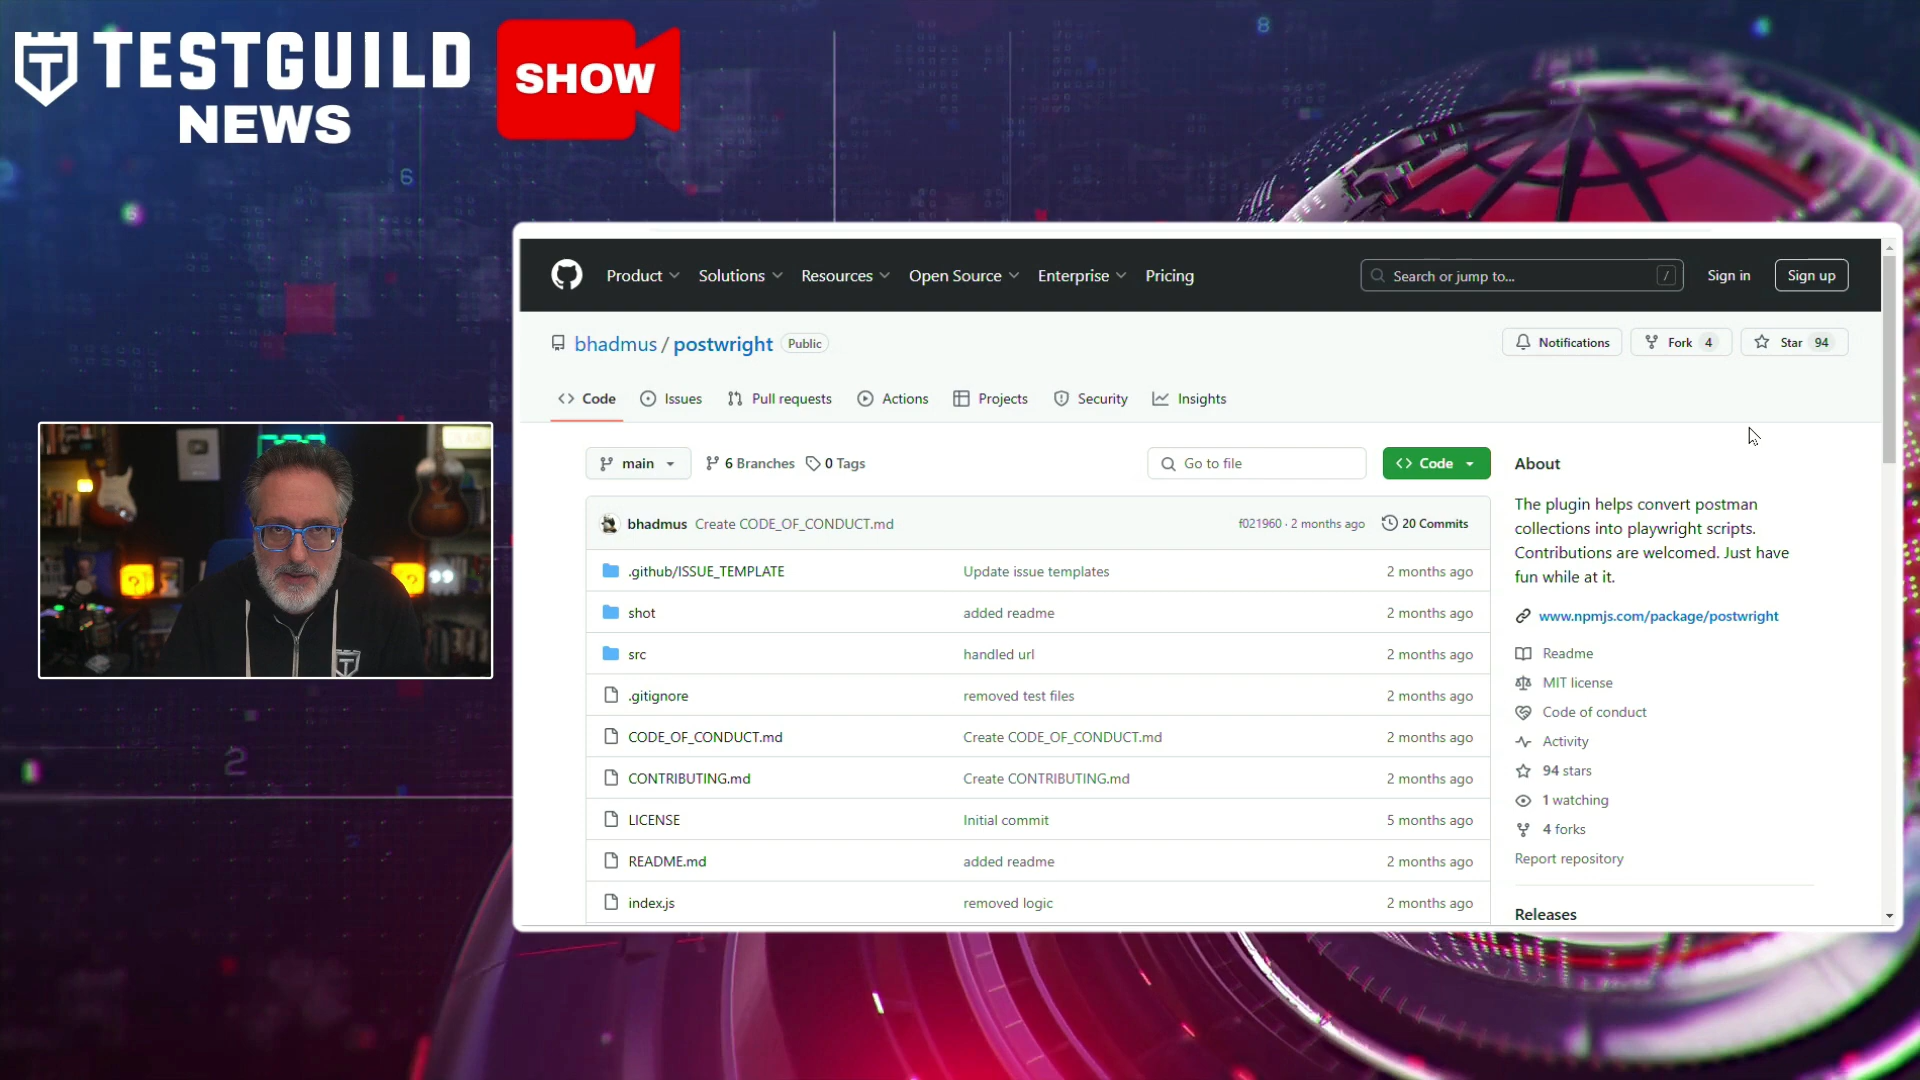 TESTGUILD
NEWS
SHOW
Product Solutions Resources Open Source Enterprise Pricing
Search or jump to... /
Sign in
Sign up
bhadmus / postwright Public
Notifications
Fork 4
Star 94
Code Issues Pull requests Actions Projects Security Insights
main 6 Branches 0 Tags
Go to file
Code
bhadmus Create CODE_OF_CONDUCT.md f021960 · 2 months ago 20 Commits
.github/ISSUE_TEMPLATE Update issue templates 2 months ago
shot added readme 2 months ago
src handled url 2 months ago
.gitignore removed test files 2 months ago
CODE_OF_CONDUCT.md Create CODE_OF_CONDUCT.md 2 months ago
CONTRIBUTING.md Create CONTRIBUTING.md 2 months ago
LICENSE Initial commit 5 months ago
README.md added readme 2 months ago
index.js removed logic 2 months ago
About
The plugin helps convert postman
collections into playwright scripts.
Contributions are welcomed. Just have
fun while at it.
www.npmjs.com/package/postwright
Readme
MIT license
Code of conduct
Activity
94 stars
1 watching
4 forks
Report repository
Releases
8
6
2